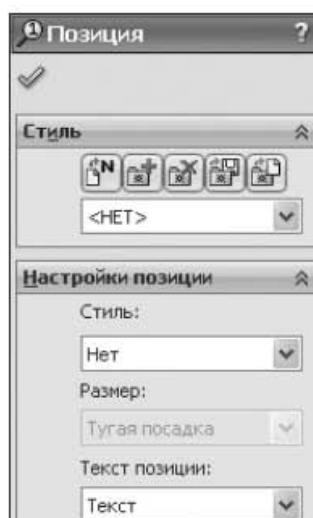 Позиция ?
Стиль
<НЕТ>
Настройки позиции
Стиль:
Нет
Размер:
Тугая посадка
Текст позиции:
Текст